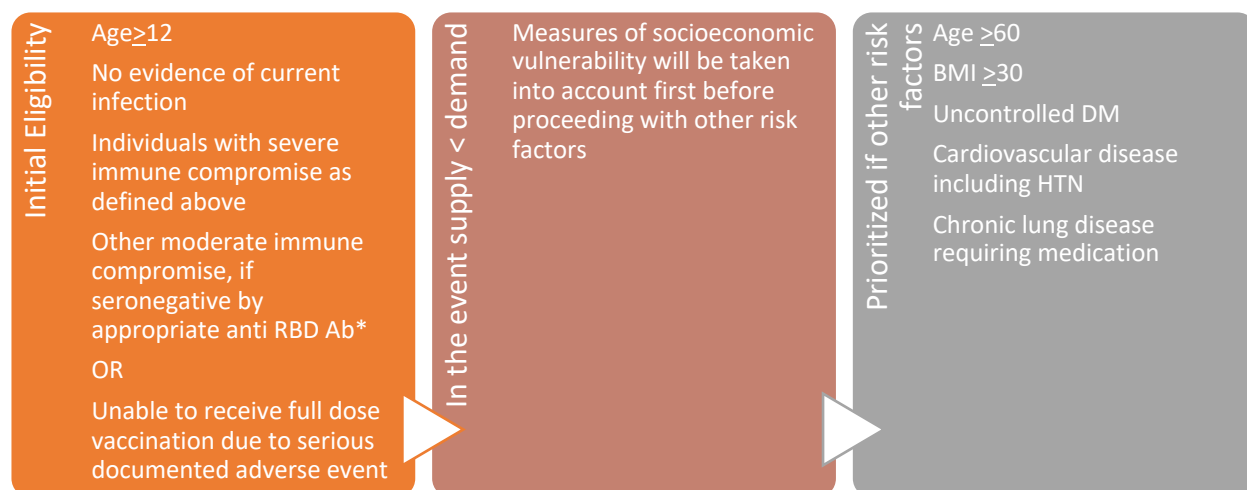 Initial Eligibility
Age≥12
No evidence of current
infection
Individuals with severe
immune compromise as
defined above
Other moderate immune
compromise, if
seronegative by
appropriate anti RBD Ab*
OR
Unable to receive full dose
vaccination due to serious
documented adverse event
In the event supply < demand
Measures of socioeconomic
vulnerability will be taken
into account first before
proceeding with other risk
factors
Prioritized if other risk
factors
Age ≥60
BMI ≥30
Uncontrolled DM
Cardiovascular disease
including HTN
Chronic lung disease
requiring medication